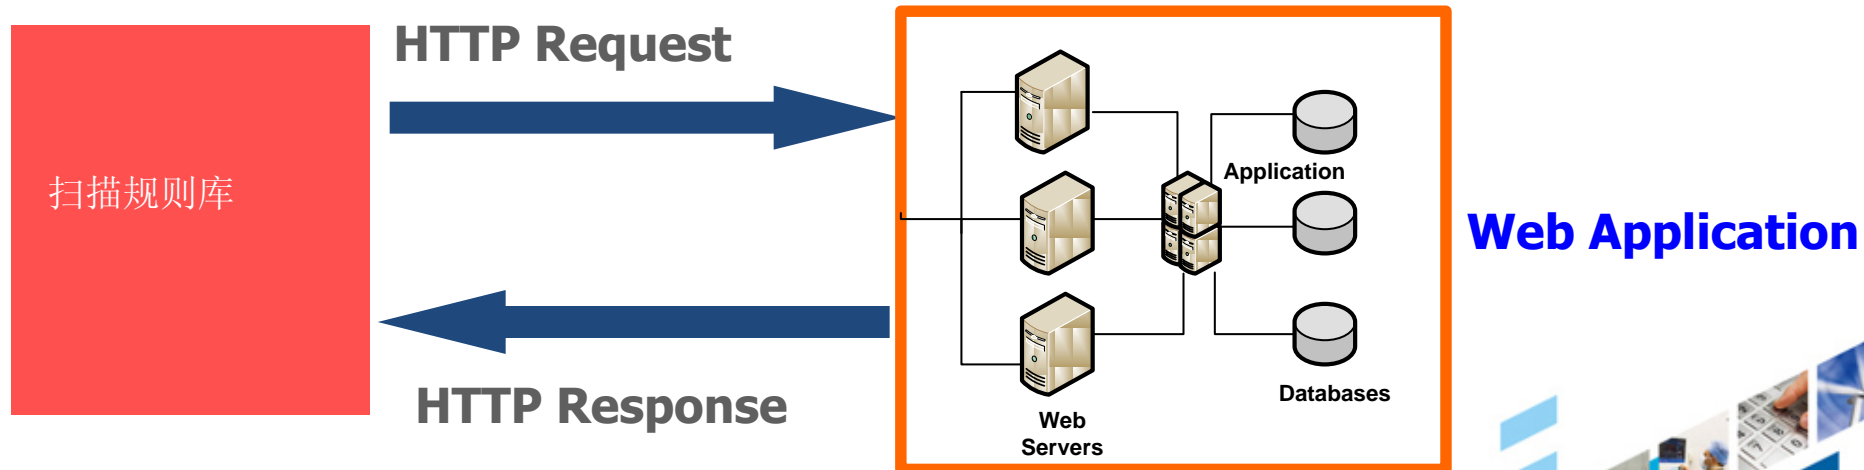 HTTP Request
扫描规则库
Application
Web Application
Databases
HTTP Response
Web
Servers